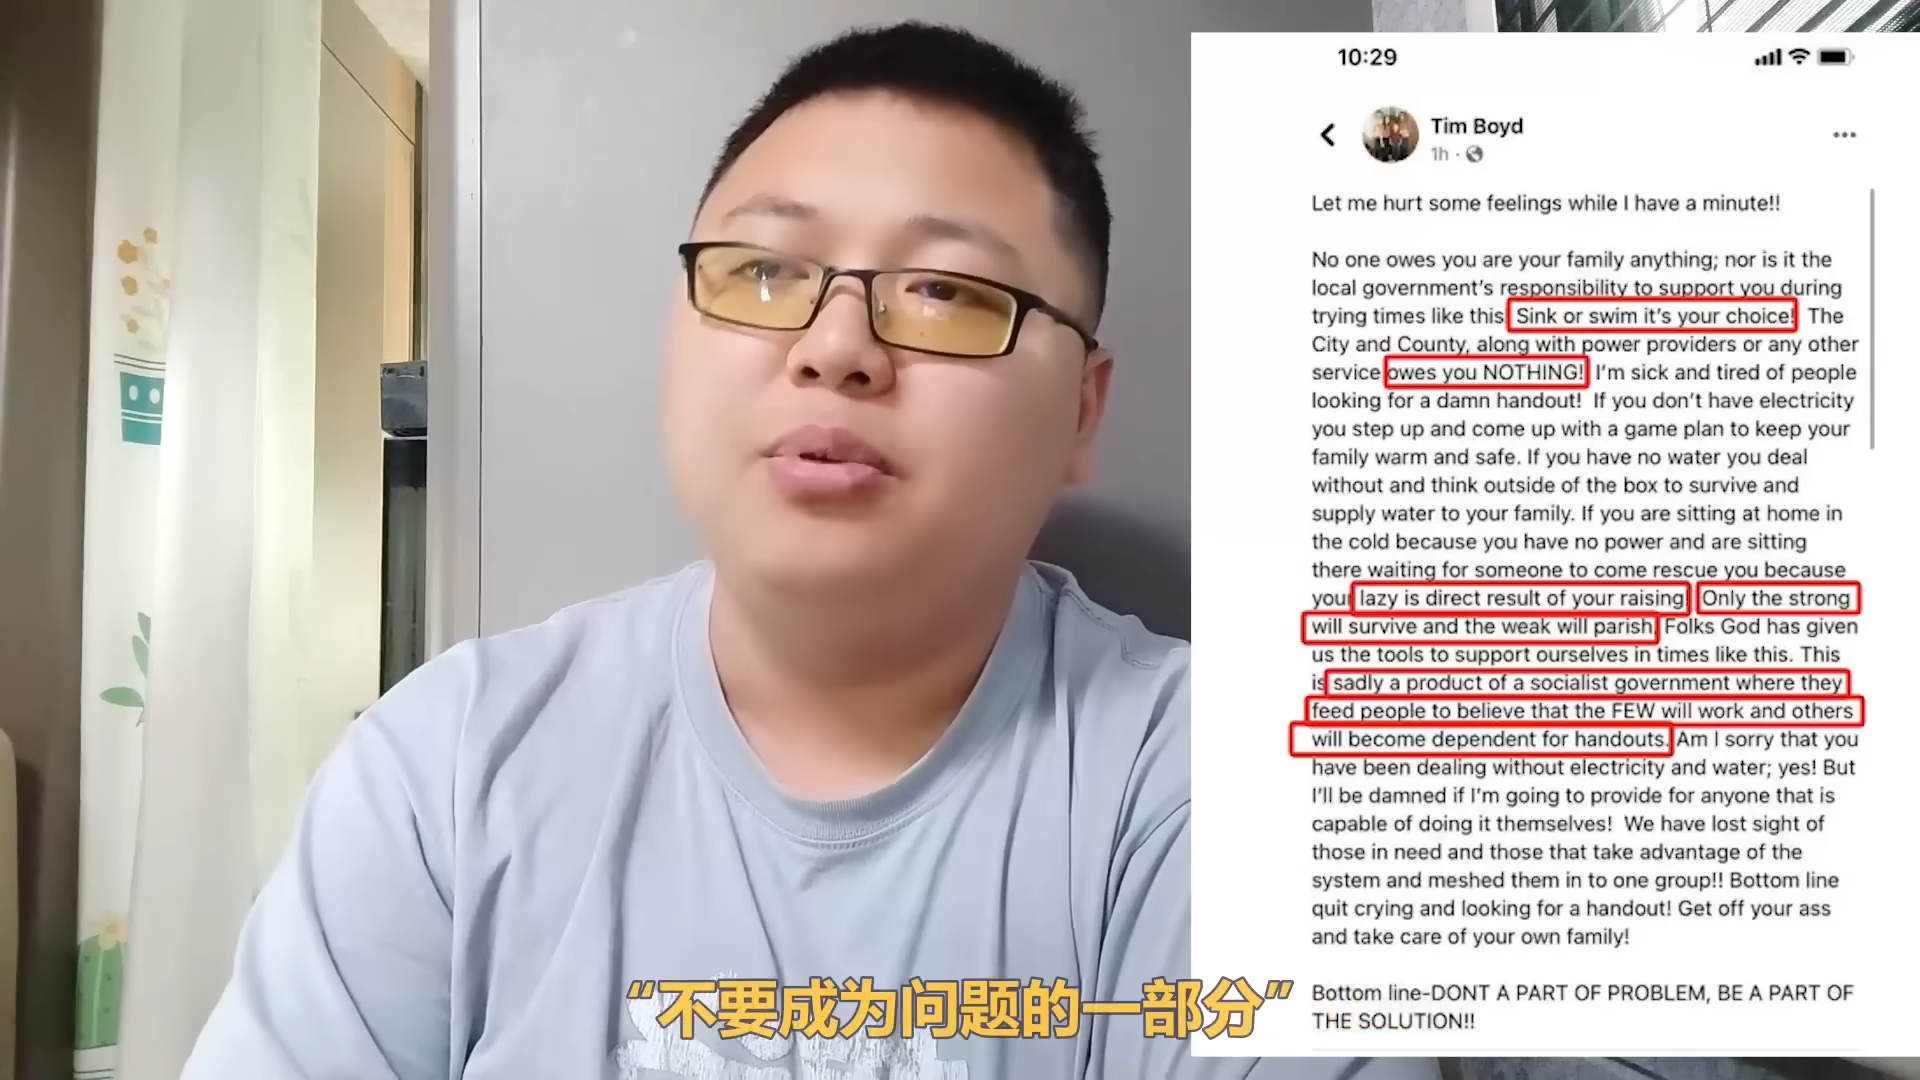 10:29
Tim Boyd
1h ·
Let me hurt some feelings while I have a minute!!
No one owes you are your family anything; nor is it the
local government's responsibility to support you during
trying times like this Sink or swim it's your choice! The
City and County, along with power providers or any other
service owes you NOTHING! I'm sick and tired of people
looking for a damn handout! If you don't have electricity
you step up and come up with a game plan to keep your
family warm and safe. If you have no water you deal
without and think outside of the box to survive and
supply water to your family. If you are sitting at home in
the cold because you have no power and are sitting
there waiting for someone to come rescue you because
your lazy is direct result of your raising! Only the strong
will survive and the weak will parish. Folks God has given
us the tools to support ourselves in times like this. This
is sadly a product of a socialist government where they
feed people to believe that the FEW will work and others
will become dependent for handouts. Am I sorry that you
have been dealing without electricity and water; yes! But
I'll be damned if I'm going to provide for anyone that is
capable of doing it themselves! We have lost sight of
those in need and those that take advantage of the
system and meshed them in to one group!! Bottom line
quit crying and looking for a handout! Get off your ass
and take care of your own family!
Bottom line-DONT A PART OF PROBLEM, BE A PART OF
THE SOLUTION!!
“不要成为问题的一部分”